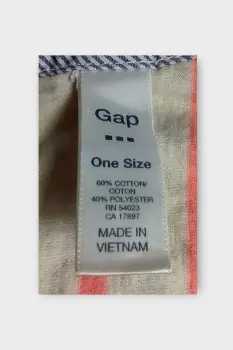 Gap
One Size
60% COTTON/
COTON
40% POLYESTER
RN 54023
CA 17897
MADE IN
VIETNAM